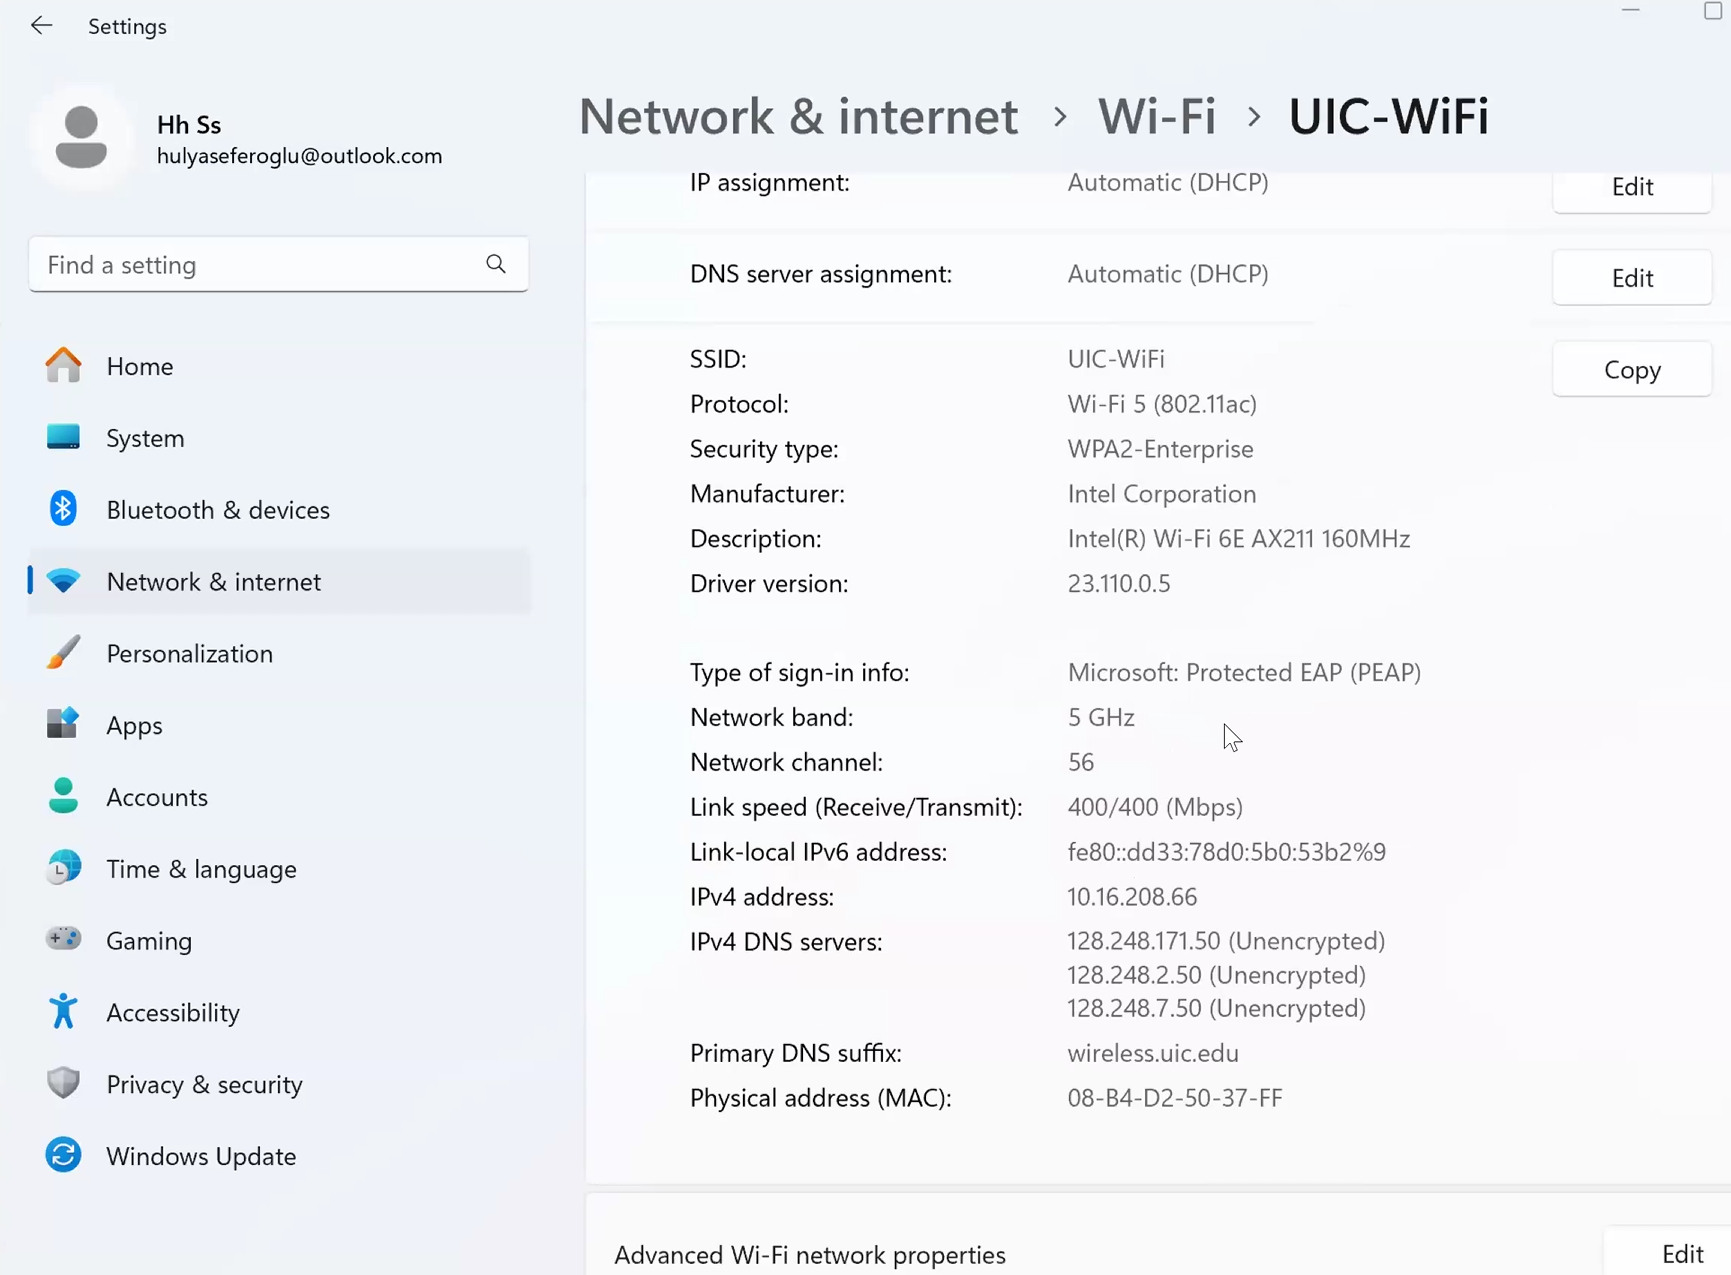 Settings
Hh Ss
hulyaseferoglu@outlook.com
Find a setting
Home
System
Bluetooth & devices
Network & internet
Personalization
Apps
Accounts
Time & language
Gaming
Accessibility
Privacy & security
Windows Update
Network & internet > Wi-Fi > UIC-WiFi
IP assignment: Automatic (DHCP) Edit
DNS server assignment: Automatic (DHCP) Edit
SSID: UIC-WiFi Copy
Protocol: Wi-Fi 5 (802.11ac)
Security type: WPA2-Enterprise
Manufacturer: Intel Corporation
Description: Intel(R) Wi-Fi 6E AX211 160MHz
Driver version: 23.110.0.5
Type of sign-in info: Microsoft: Protected EAP (PEAP)
Network band: 5 GHz
Network channel: 56
Link speed (Receive/Transmit): 400/400 (Mbps)
Link-local IPv6 address: fe80::dd33:78d0:5b0:53b2%9
IPv4 address: 10.16.208.66
IPv4 DNS servers: 128.248.171.50 (Unencrypted)
128.248.2.50 (Unencrypted)
128.248.7.50 (Unencrypted)
Primary DNS suffix: wireless.uic.edu
Physical address (MAC): 08-B4-D2-50-37-FF
Advanced Wi-Fi network properties Edit